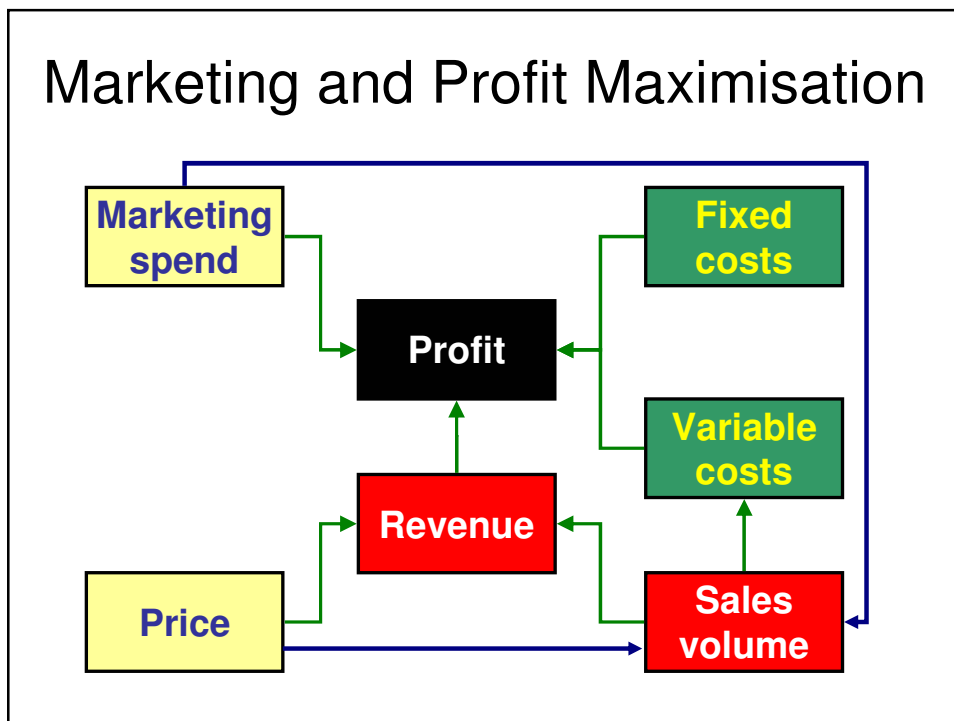 Marketing and Profit Maximisation
Marketing
spend
Fixed
costs
Profit
Variable
costs
Revenue
Price
Sales
volume